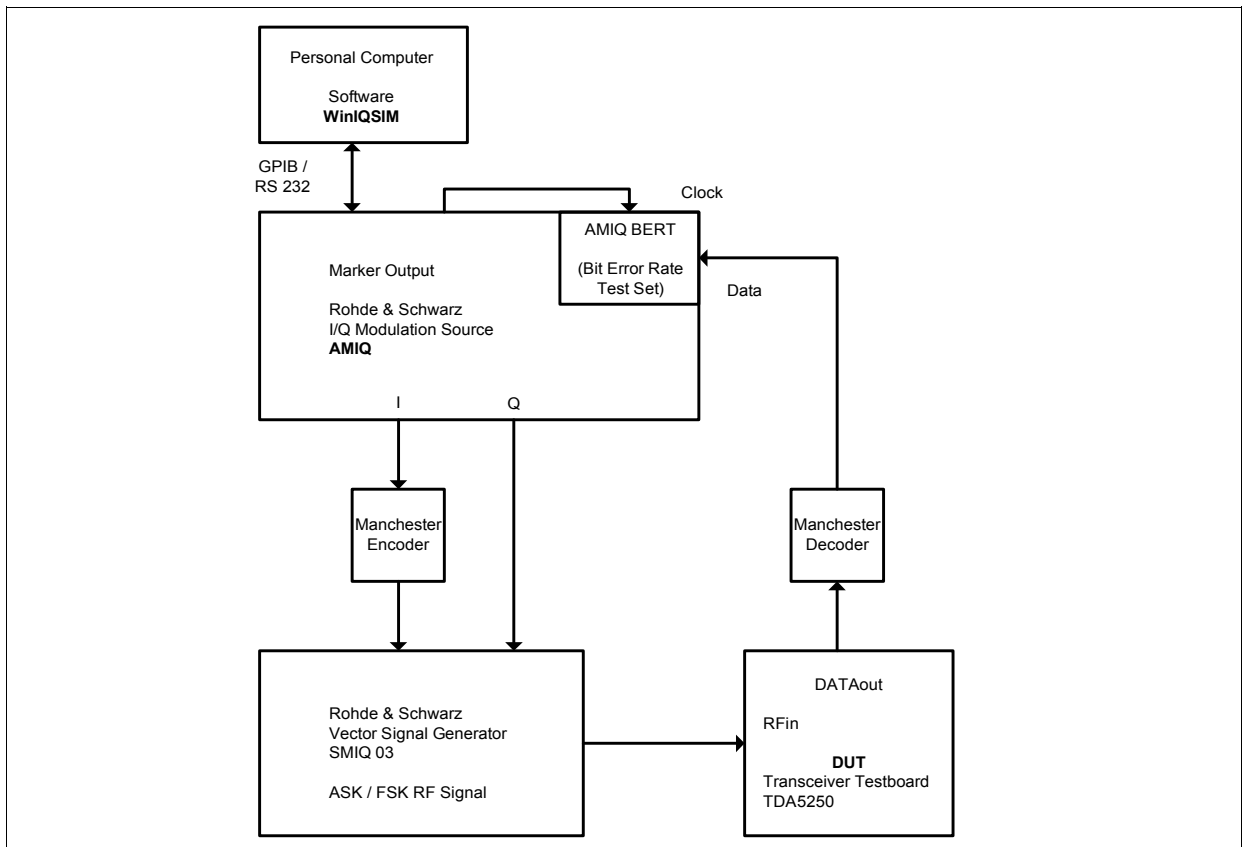 Personal Computer
Software
WinIQSIM
GPIB /
RS 232
Clock
AMIQ BERT
(Bit Error Rate
Test Set)
Data
Marker Output
Rohde & Schwarz
I/Q Modulation Source
AMIQ
I
Q
Manchester
Encoder
Manchester
Decoder
Rohde & Schwarz
Vector Signal Generator
SMIQ 03
ASK / FSK RF Signal
DATAout
RFin
DUT
Transceiver Testboard
TDA5250